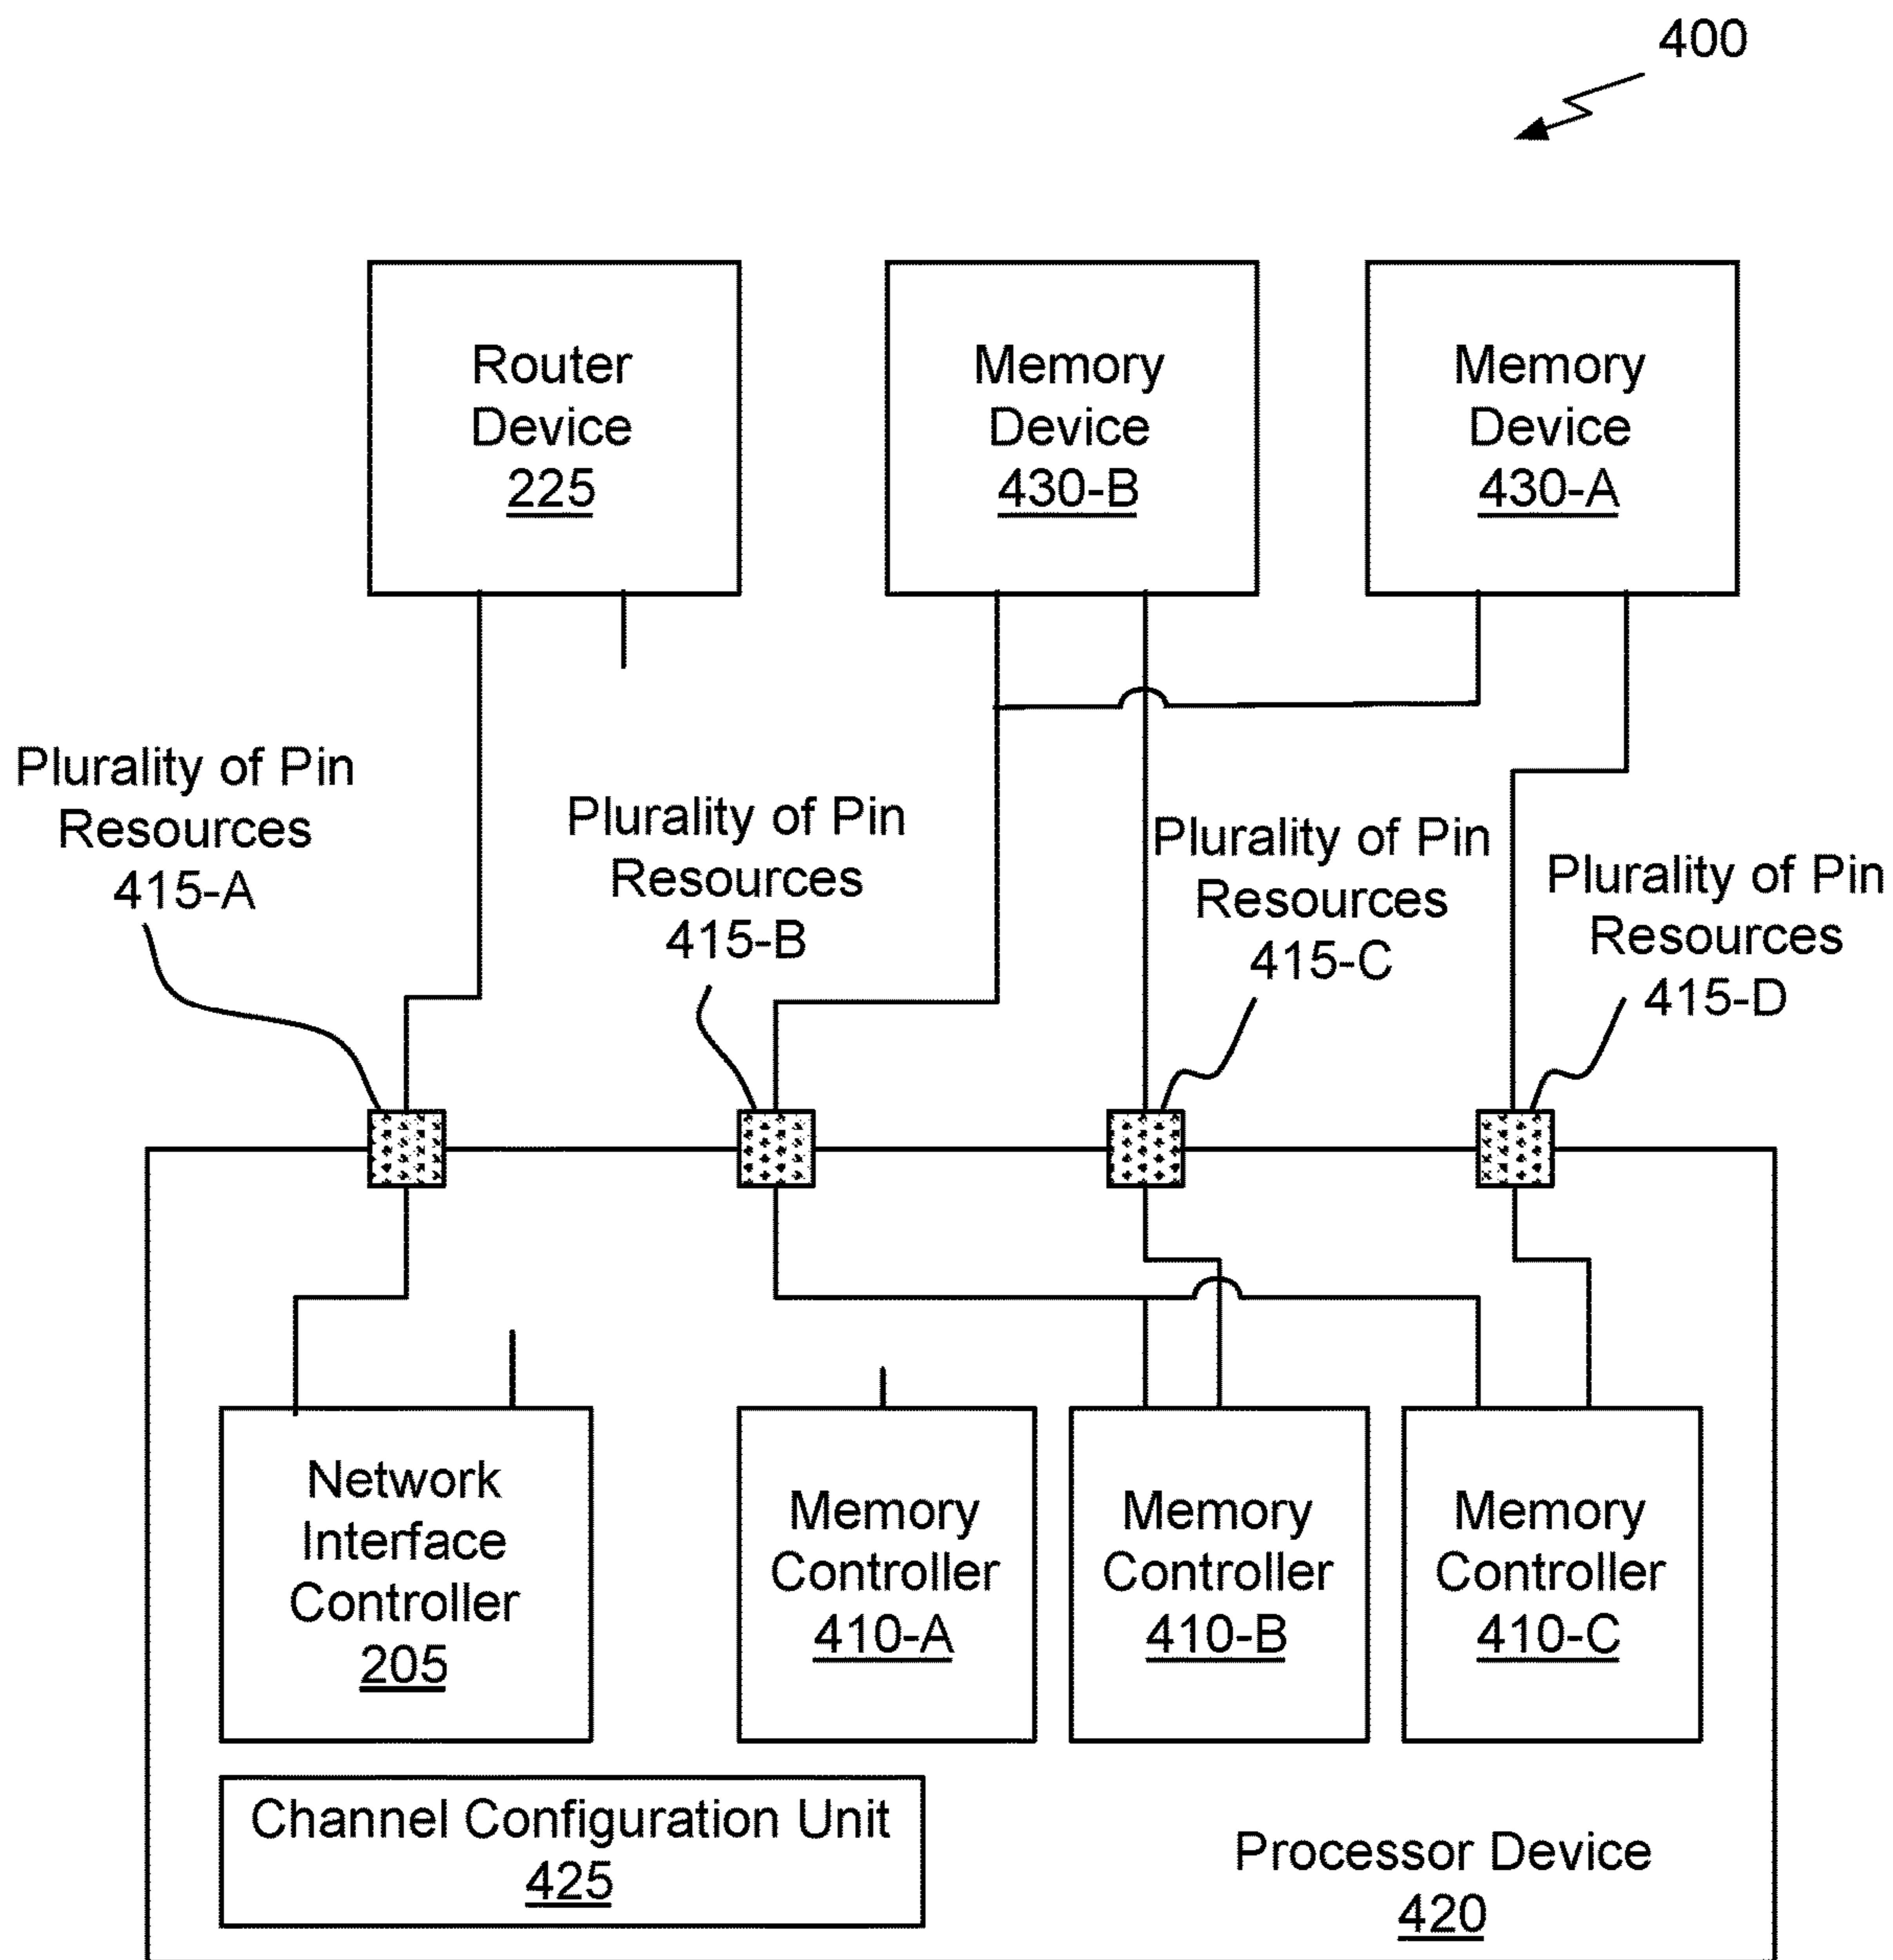 400
Router
Device
225
Memory
Device
430-B
Memory
Device
430-A
Plurality of Pin
Resources
415-A
Plurality of Pin
Resources
415-B
Plurality of Pin
Resources
415-C
Plurality of Pin
Resources
415-D
Network
Interface
Controller
205
Memory
Controller
410-A
Memory
Controller
410-B
Memory
Controller
410-C
Channel Configuration Unit
425
Processor Device
420